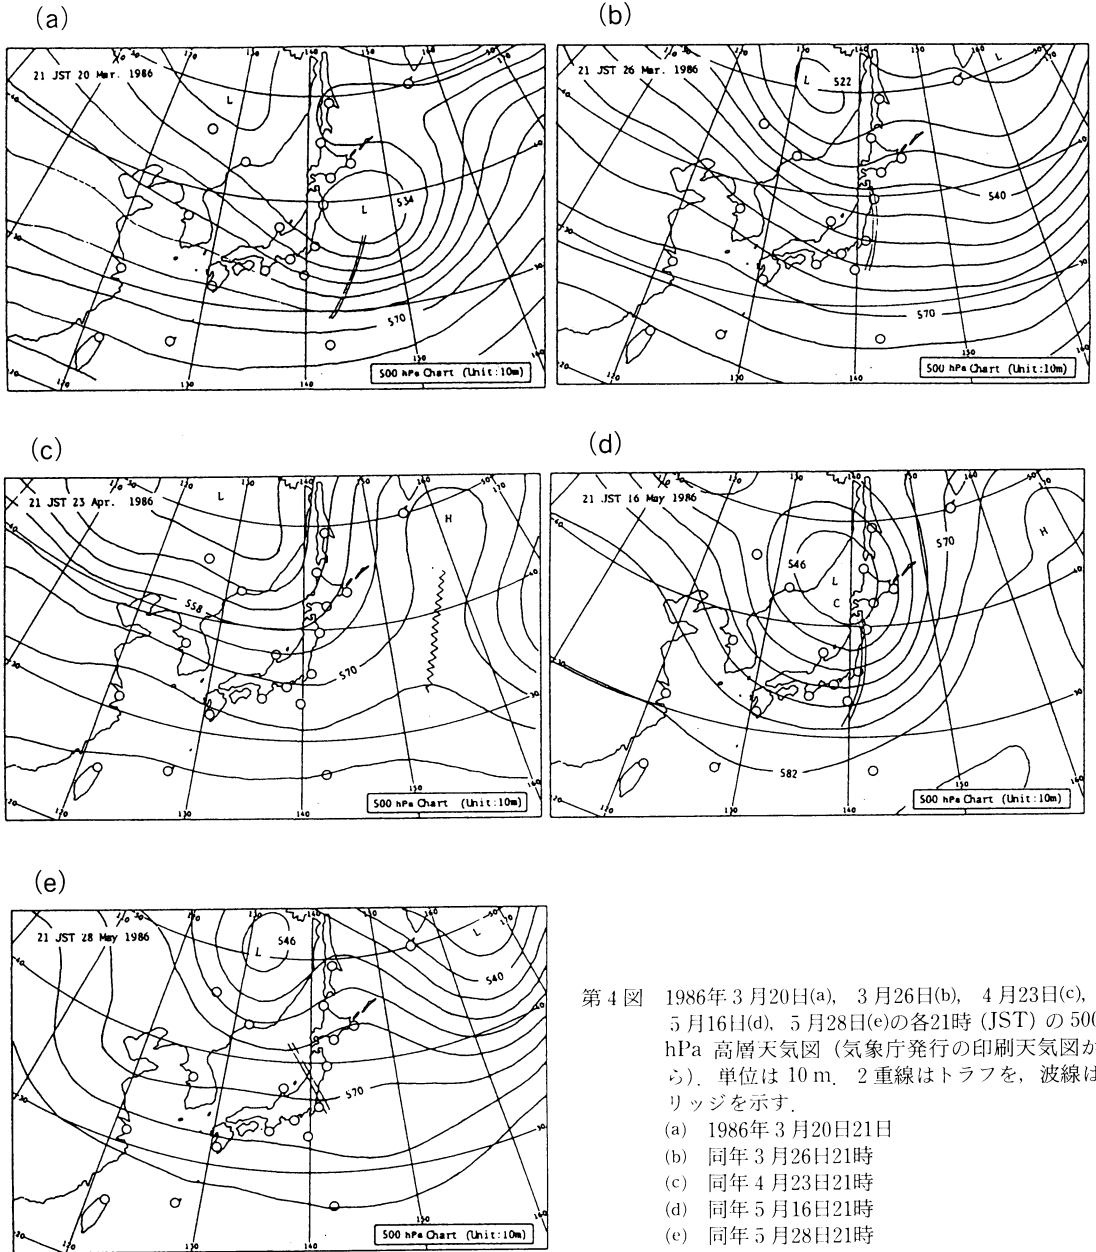 (a)
21 JST 20 Mar. 1986
L
L
534
570
500 hPa Chart (Unit:10m)
(b)
21 JST 26 Mar. 1986
L
522
L
540
570
500 hPa Chart (Unit:10m)
(c)
21 JST 23 Apr. 1986
L
H
558
570
500 hPa Chart (Unit:10m)
(d)
21 JST 16 May 1986
546
L
C
570
H
582
500 hPa Chart (Unit:10m)
(e)
21 JST 28 May 1986
L
546
L
540
570
500 hPa Chart (Unit:10m)
第4図 1986年3月20日(a), 3月26日(b), 4月23日(c),
5月16日(d), 5月28日(e)の各21時 (JST) の 500
hPa 高層天気図 (気象庁発行の印刷天気図か
ら). 単位は 10 m. 2重線はトラフを, 波線は
リッジを示す.
(a) 1986年3月20日21日
(b) 同年3月26日21時
(c) 同年4月23日21時
(d) 同年5月16日21時
(e) 同年5月28日21時